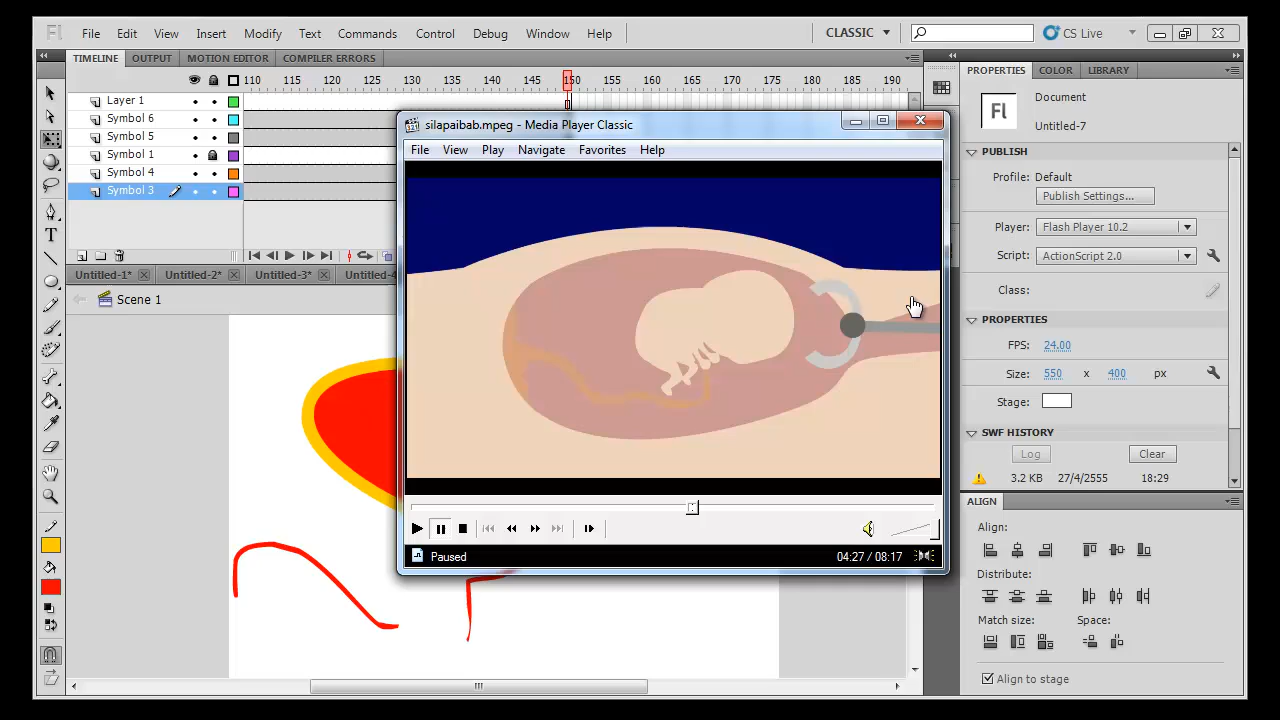 Fl File Edit View Insert Modify Text Commands Control Debug Window Help CLASSIC CS Live
TIMELINE OUTPUT MOTION EDITOR COMPILER ERRORS
110 115 120 125 130 135 140 145 150 155 160 165 170 175 180 185 190
Layer 1
Symbol 6
Symbol 5
Symbol 1
Symbol 4
Symbol 3
Untitled-1* Untitled-2* Untitled-3* Untitled-4
Scene 1
silapaibab.mpeg - Media Player Classic
File View Play Navigate Favorites Help
Paused 04:27 / 08:17
PROPERTIES COLOR LIBRARY
Fl
Document
Untitled-7
PUBLISH
Profile: Default
Publish Settings...
Player: Flash Player 10.2
Script: ActionScript 2.0
Class:
PROPERTIES
FPS: 24.00
Size: 550 x 400 px
Stage:
SWF HISTORY
Log Clear
3.2 KB 27/4/2555 18:29
ALIGN
Align:
Distribute:
Match size: Space:
Align to stage